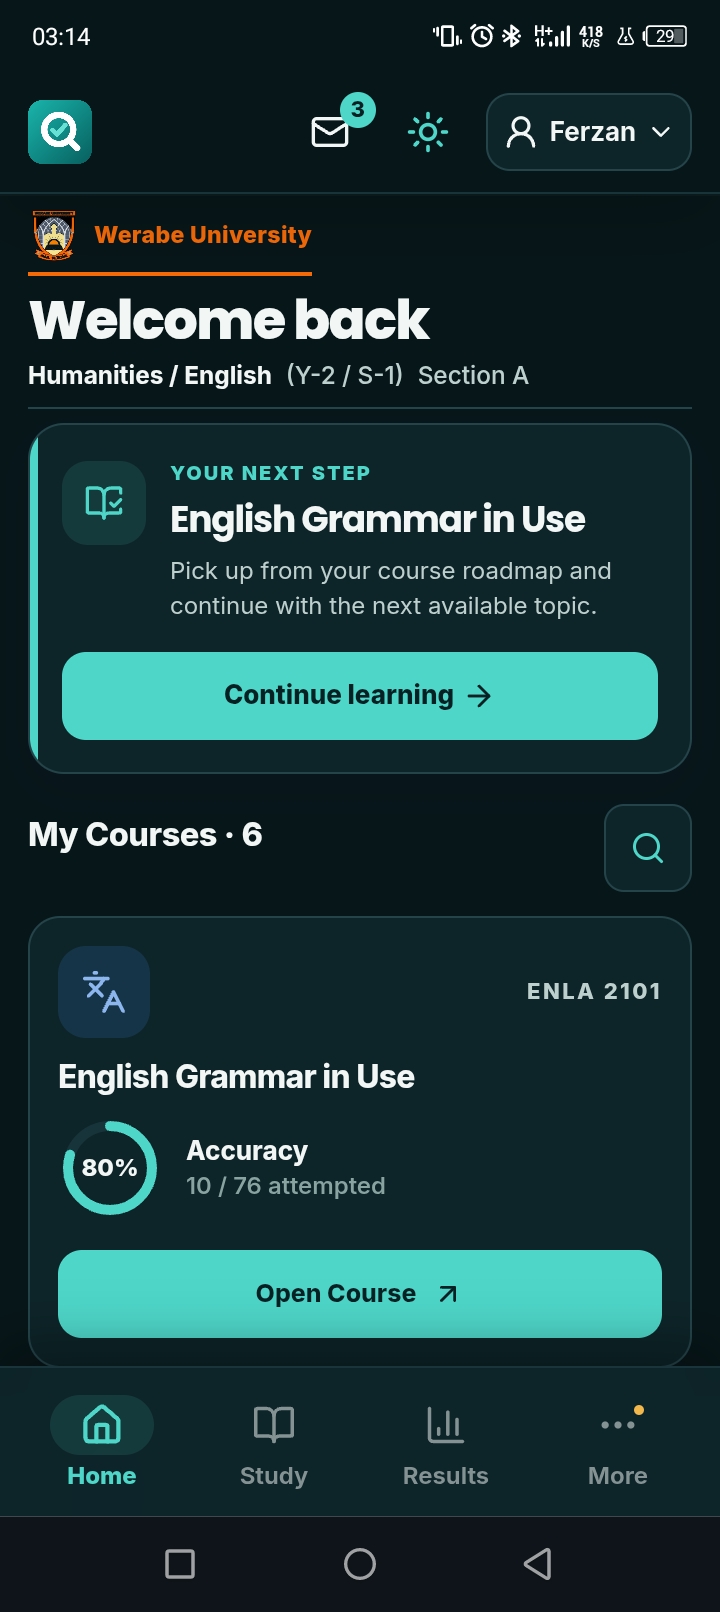 03:14
H+
418
K/S
29
3
Ferzan
Werabe University
Welcome back
Humanities / English (Y-2 / S-1) Section A
YOUR NEXT STEP
English Grammar in Use
Pick up from your course roadmap and
continue with the next available topic.
Continue learning →
My Courses · 6
ENLA 2101
English Grammar in Use
80%
Accuracy
10 / 76 attempted
Open Course
Home
Study
Results
More